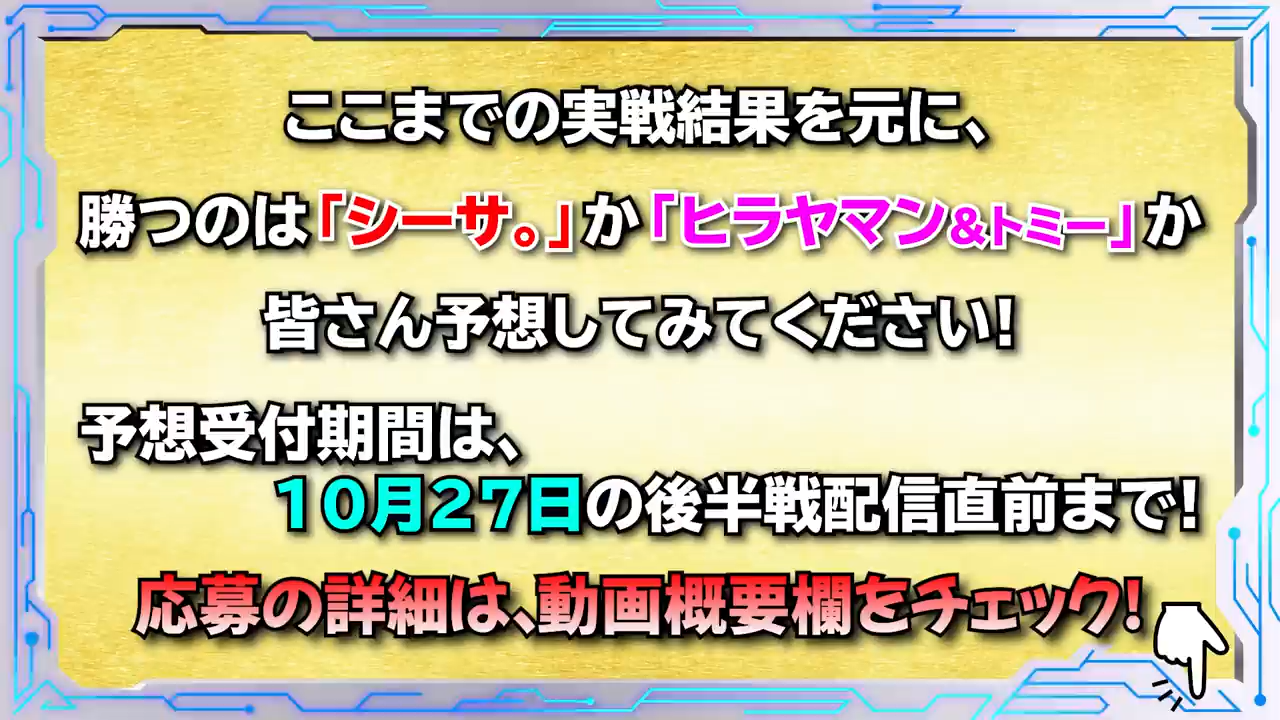 ここまでの実戦結果を元に、
勝つのは「シーサ。」か「ヒラヤマン&トミー」か
皆さん予想してみてください!
予想受付期間は、
10月27日の後半戦配信直前まで!
応募の詳細は、動画概要欄をチェック!